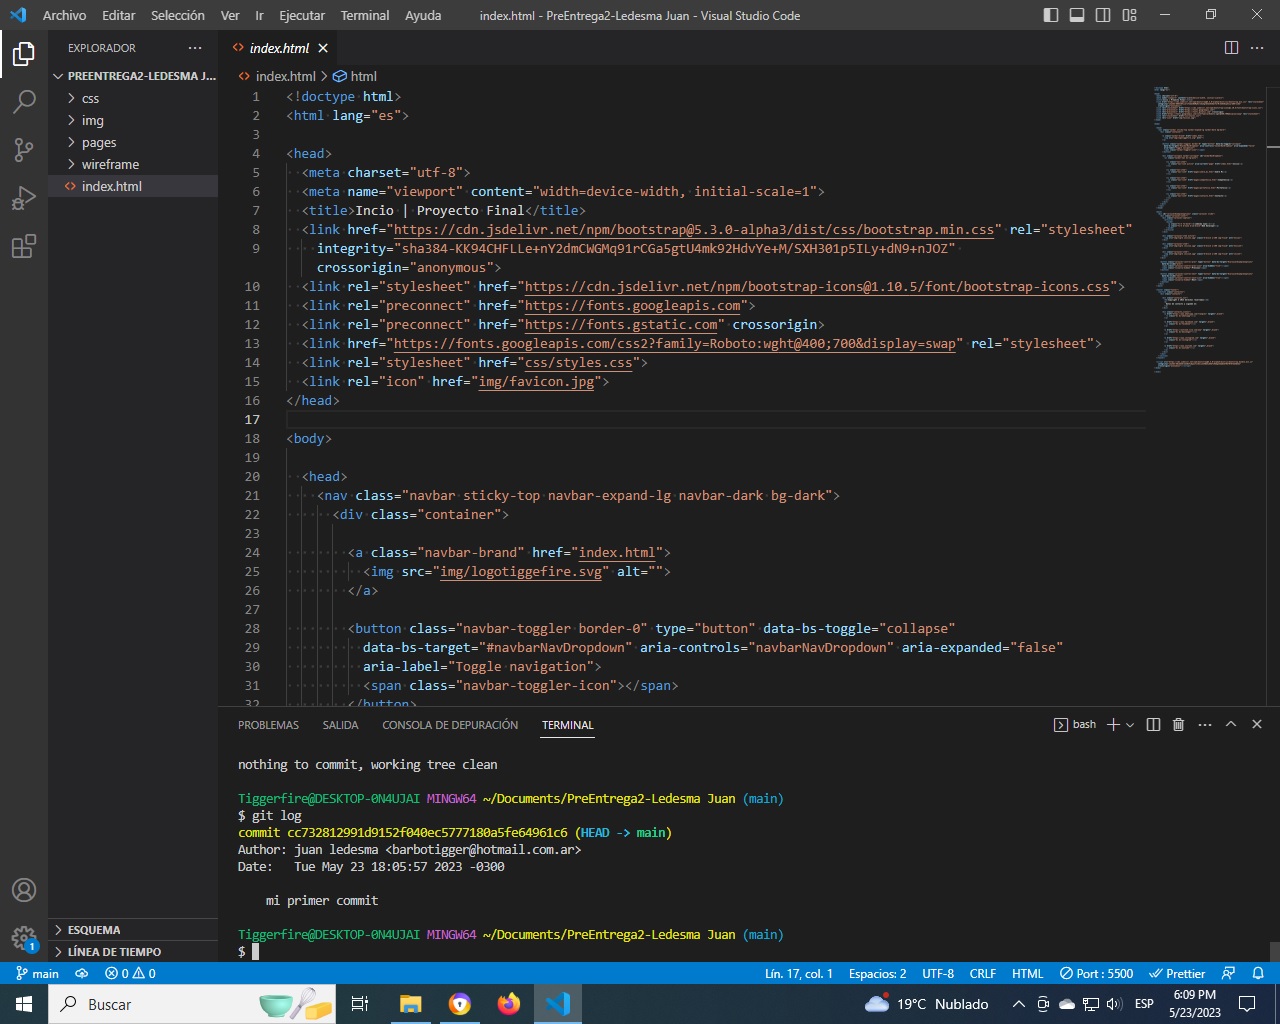 Archivo Editar Selección Ver Ir Ejecutar Terminal Ayuda index.html - PreEntrega2-Ledesma Juan - Visual Studio Code
EXPLORADOR
PREENTREGA2-LEDESMA J...
css
img
pages
wireframe
index.html
ESQUEMA
LÍNEA DE TIEMPO
index.html
index.html > html
1 <!doctype html>
2 <html lang="es">
3
4 <head>
5 <meta charset="utf-8">
6 <meta name="viewport" content="width=device-width, initial-scale=1">
7 <title>Incio | Proyecto Final</title>
8 <link href="https://cdn.jsdelivr.net/npm/bootstrap@5.3.0-alpha3/dist/css/bootstrap.min.css" rel="stylesheet"
9 integrity="sha384-KK94CHFLLe+nY2dmCWGMq91rCGa5gtU4mk92HdvYe+M/SXH301p5ILy+dN9+nJOZ"
crossorigin="anonymous">
10 <link rel="stylesheet" href="https://cdn.jsdelivr.net/npm/bootstrap-icons@1.10.5/font/bootstrap-icons.css">
11 <link rel="preconnect" href="https://fonts.googleapis.com">
12 <link rel="preconnect" href="https://fonts.gstatic.com" crossorigin>
13 <link href="https://fonts.googleapis.com/css2?family=Roboto:wght@400;700&display=swap" rel="stylesheet">
14 <link rel="stylesheet" href="css/styles.css">
15 <link rel="icon" href="img/favicon.jpg">
16 </head>
17
18 <body>
19
20 <head>
21 <nav class="navbar sticky-top navbar-expand-lg navbar-dark bg-dark">
22 <div class="container">
23
24 <a class="navbar-brand" href="index.html">
25 <img src="img/logotiggefire.svg" alt="">
26 </a>
27
28 <button class="navbar-toggler border-0" type="button" data-bs-toggle="collapse"
29 data-bs-target="#navbarNavDropdown" aria-controls="navbarNavDropdown" aria-expanded="false"
30 aria-label="Toggle navigation">
31 <span class="navbar-toggler-icon"></span>
32 </button>
PROBLEMAS SALIDA CONSOLA DE DEPURACIÓN TERMINAL bash
nothing to commit, working tree clean
Tiggerfire@DESKTOP-0N4UJAI MINGW64 ~/Documents/PreEntrega2-Ledesma Juan (main)
$ git log
commit cc732812991d9152f040ec5777180a5fe64961c6 (HEAD -> main)
Author: juan ledesma <barbotigger@hotmail.com.ar>
Date: Tue May 23 18:05:57 2023 -0300
mi primer commit
Tiggerfire@DESKTOP-0N4UJAI MINGW64 ~/Documents/PreEntrega2-Ledesma Juan (main)
$
1
main 0 0 Lín. 17, col. 1 Espacios: 2 UTF-8 CRLF HTML Port : 5500 Prettier
Buscar 19°C Nublado ESP 6:09 PM
5/23/2023